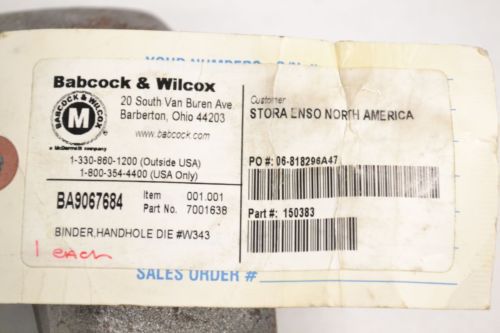 YOUR NUMBERS
Babcock & Wilcox
BABCOCK & WILCOX
M
a McDermott company
20 South Van Buren Ave.
Barberton, Ohio 44203
www.babcock.com
1-330-860-1200 (Outside USA)
1-800-354-4400 (USA Only)
BA9067684
Item 001.001
Part No. 7001638
BINDER,HANDHOLE DIE #W343
1 each
Customer
STORA ENSO NORTH AMERICA
PO #: 06-818296A47
Part #: 150383
SALES ORDER #